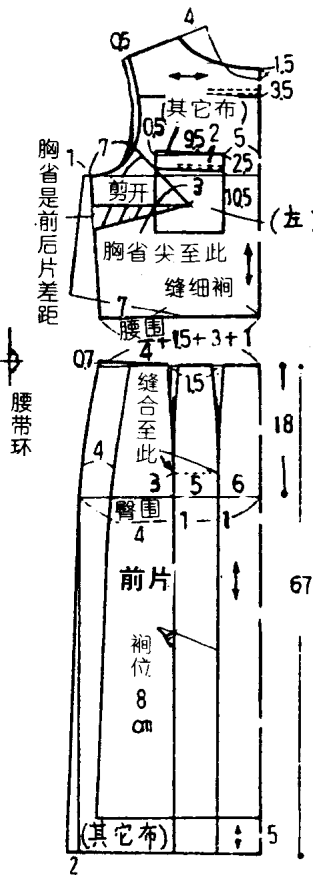 4
0.5
1.5
3.5
(其它布)
0.5
9.5
2
5
2.5
1
7
胸省是前后片差距
剪开
3
10.5
(左)
胸省尖至此
缝细裥
7
腰围
4
+1.5+3+1
0.7
1.5
腰带环
缝合至此
18
4
3
5
6
臀围
4
1-1
前片
67
裥位
8
cm
(其它布)
5
2